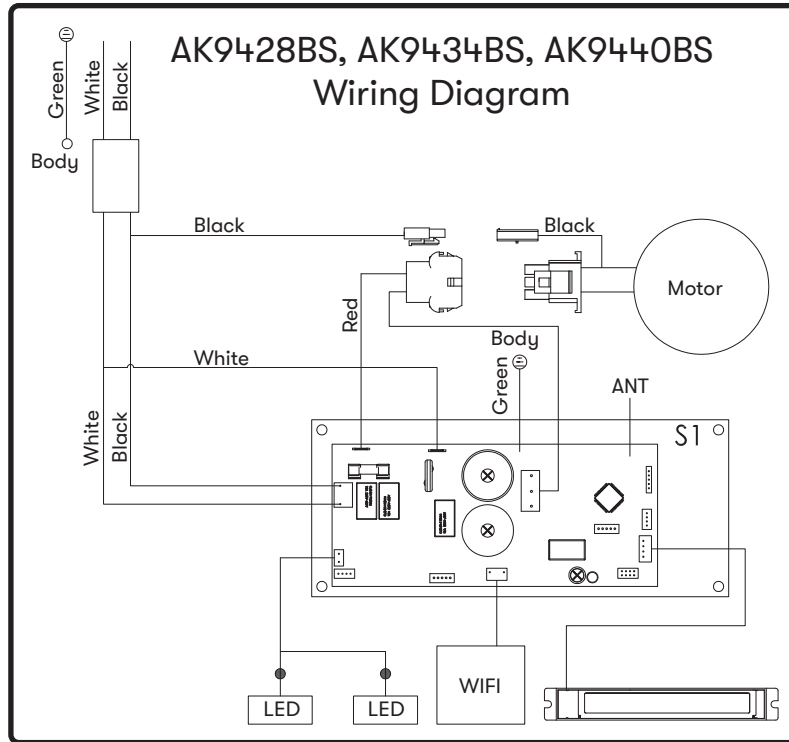 AK9428BS, AK9434BS, AK9440BS
Wiring Diagram
Green
White
Black
Body
Black
Black
Motor
Red
Body
White
Green
ANT
White
Black
S1
WIFI
LED
LED